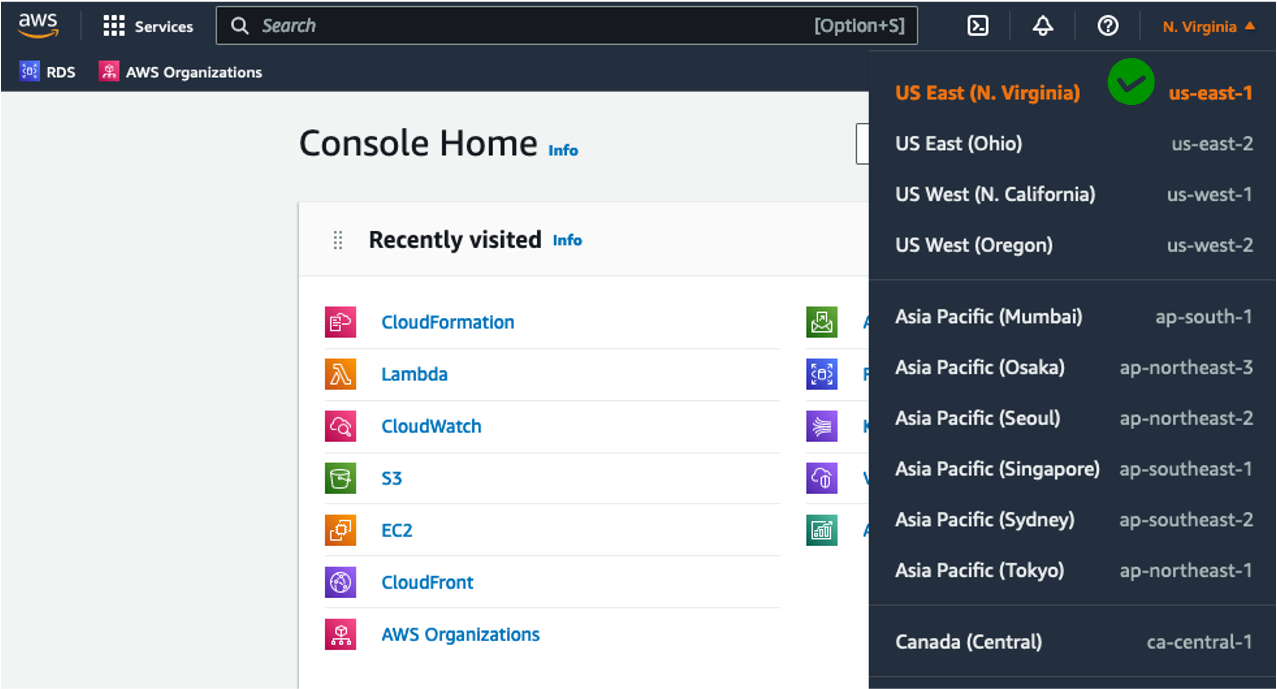 aws
Services
Search
[Option+S]
N. Virginia
RDS
AWS Organizations
US East (N. Virginia) us-east-1
US East (Ohio) us-east-2
US West (N. California) us-west-1
US West (Oregon) us-west-2
Asia Pacific (Mumbai) ap-south-1
Asia Pacific (Osaka) ap-northeast-3
Asia Pacific (Seoul) ap-northeast-2
Asia Pacific (Singapore) ap-southeast-1
Asia Pacific (Sydney) ap-southeast-2
Asia Pacific (Tokyo) ap-northeast-1
Canada (Central) ca-central-1
Console Home Info
Recently visited Info
CloudFormation
Lambda
CloudWatch
S3
EC2
CloudFront
AWS Organizations